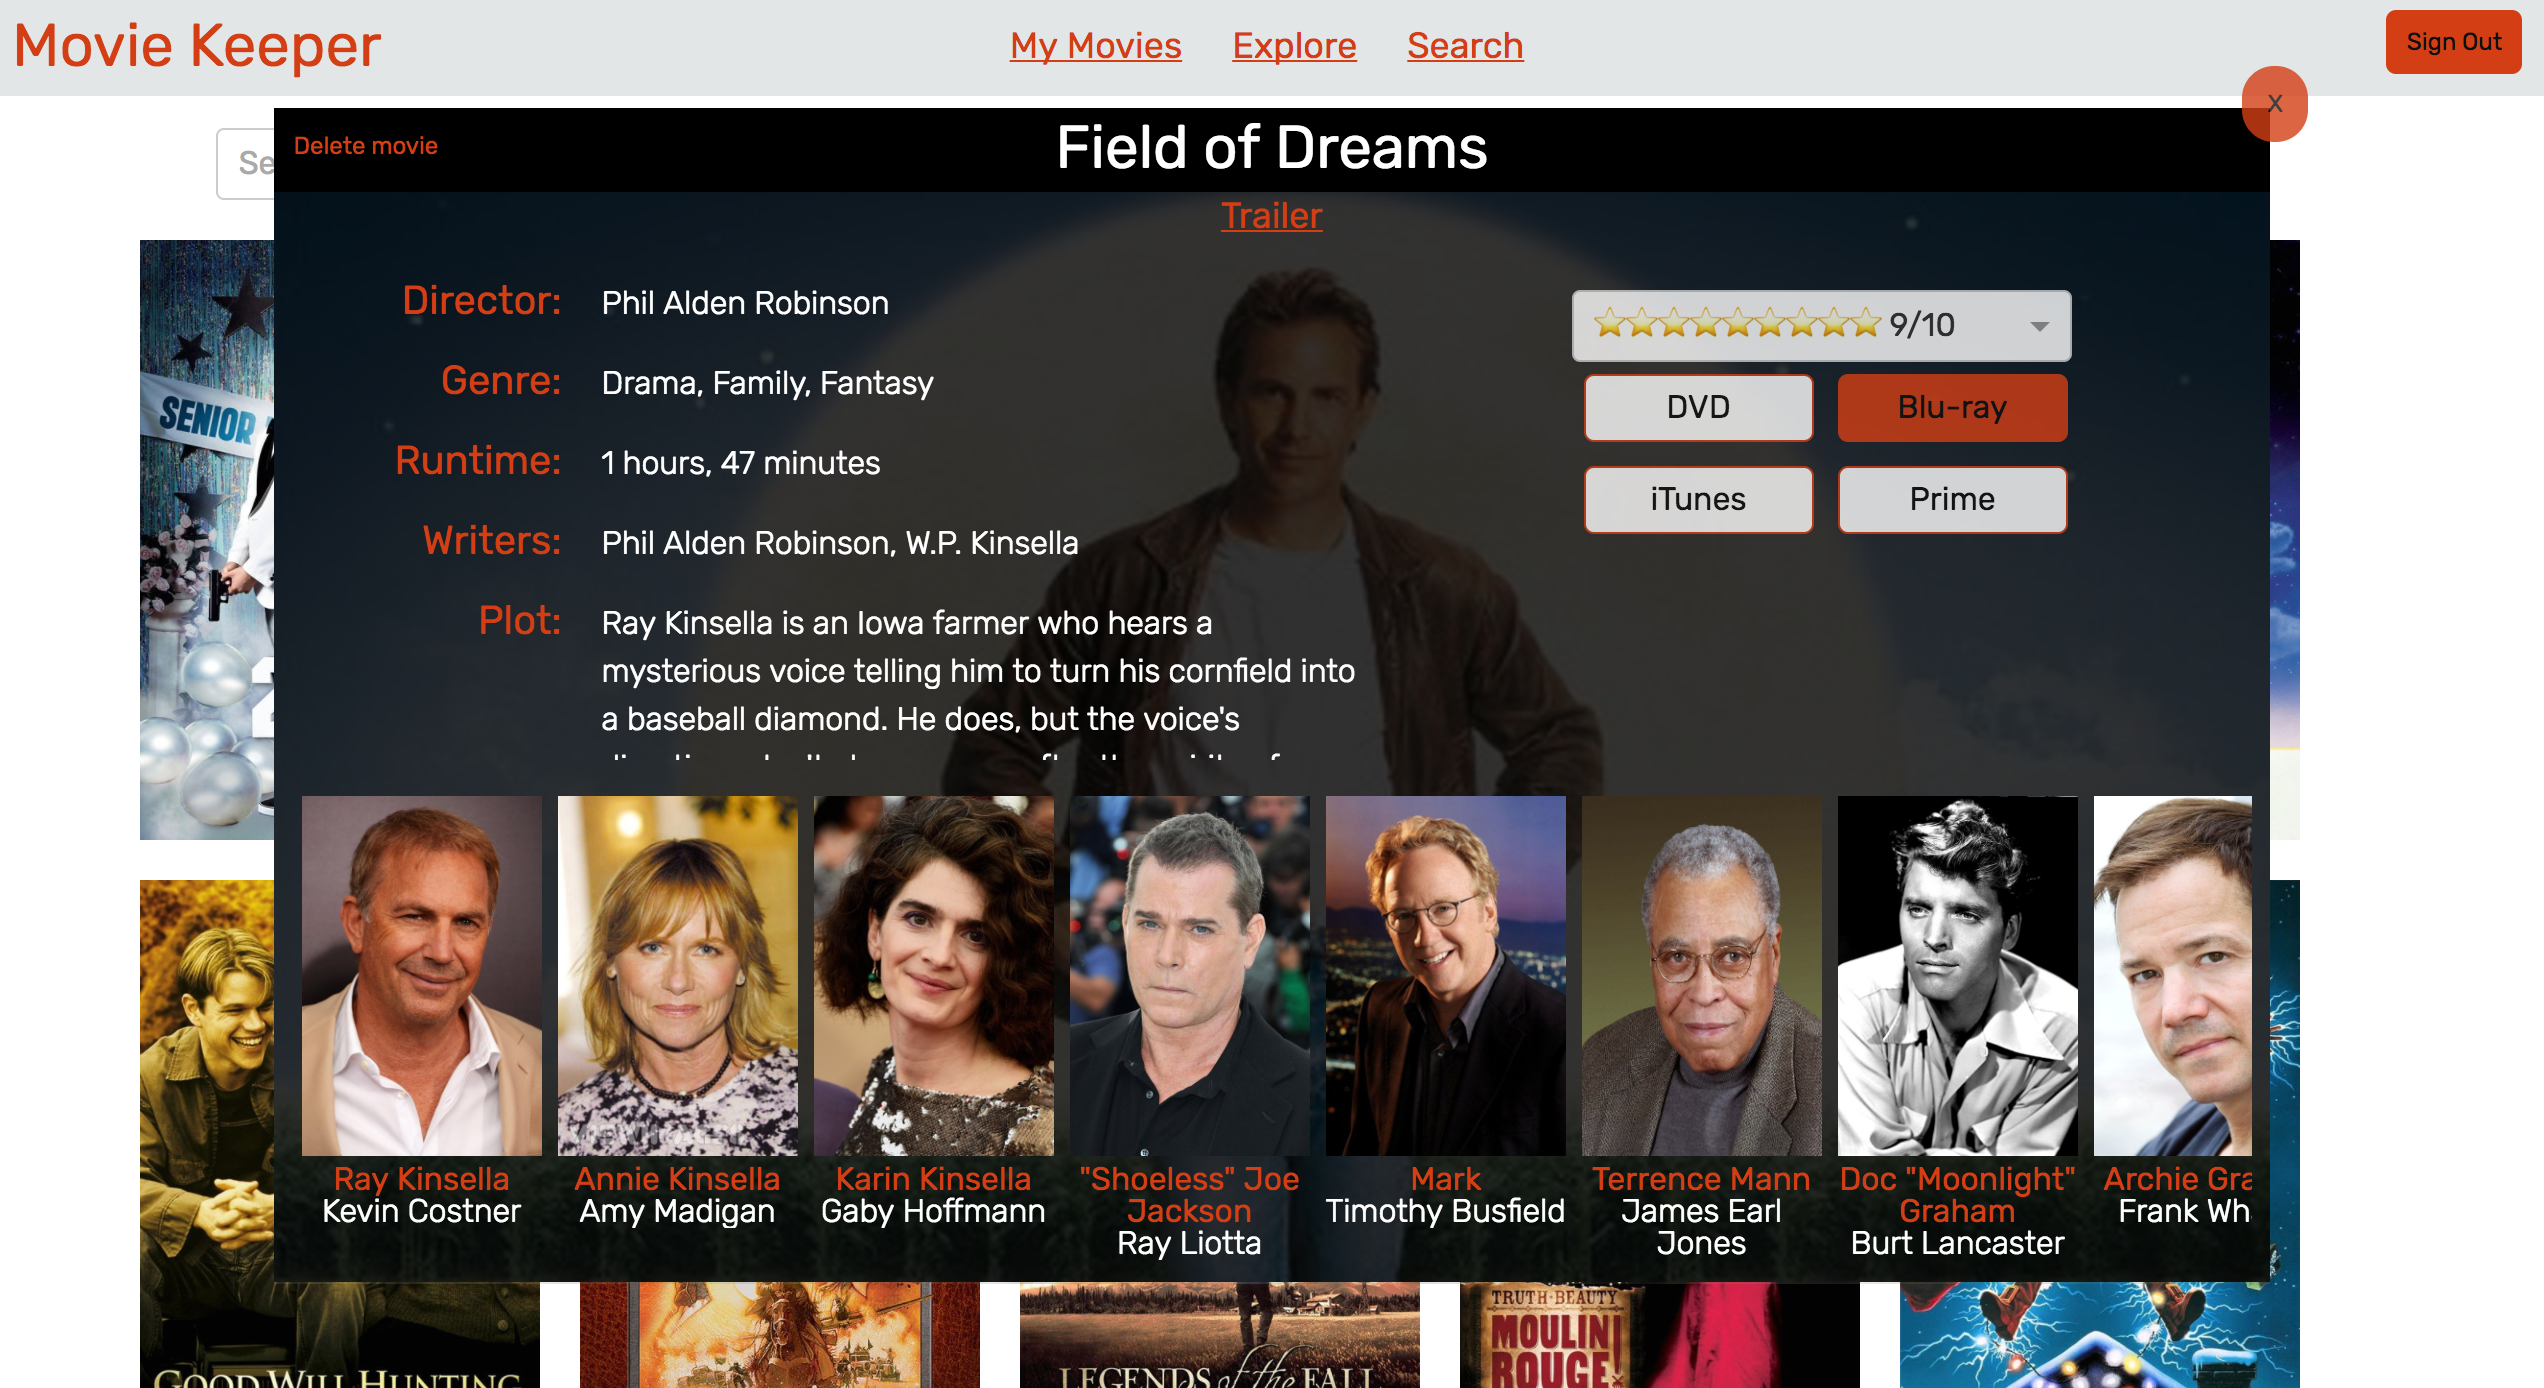 Movie Keeper
My Movies
Explore
Search
Sign Out
x
Se
Delete movie
Field of Dreams
Trailer
Director:
Phil Alden Robinson
Genre:
Drama, Family, Fantasy
Runtime:
1 hours, 47 minutes
Writers:
Phil Alden Robinson, W.P. Kinsella
Plot:
Ray Kinsella is an Iowa farmer who hears a
mysterious voice telling him to turn his cornfield into
a baseball diamond. He does, but the voice's
9/10
DVD
Blu-ray
iTunes
Prime
SENIOR
Ray Kinsella
Kevin Costner
Annie Kinsella
Amy Madigan
Karin Kinsella
Gaby Hoffmann
"Shoeless" Joe
Jackson
Ray Liotta
Mark
Timothy Busfield
Terrence Mann
James Earl
Jones
Doc "Moonlight"
Graham
Burt Lancaster
Archie Gra
Frank Wh
GOOD WILL HUNTING
LEGENDS of the FALL
TRUTH·BEAUTY
MOULIN
ROUGE